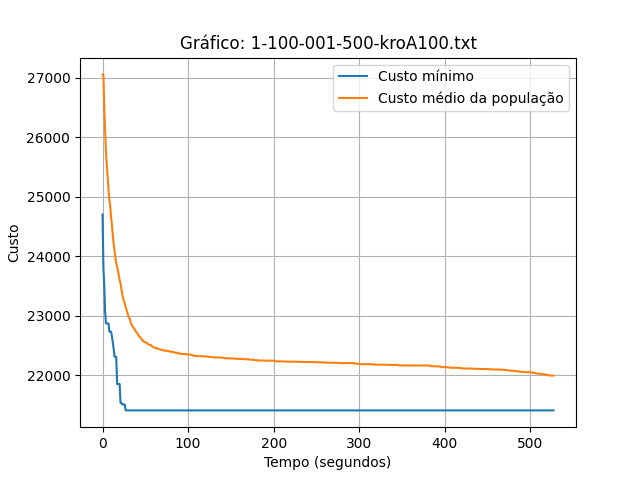 Gráfico: 1-100-001-500-kroA100.txt
Custo mínimo
Custo médio da população
27000
26000
25000
24000
23000
22000
Custo
0 100 200 300 400 500
Tempo (segundos)